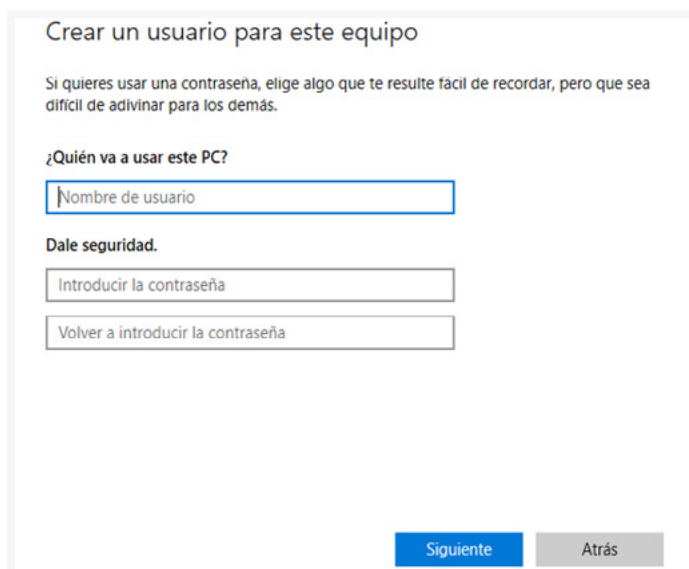 Crear un usuario para este equipo
Si quieres usar una contraseña, elige algo que te resulte fácil de recordar, pero que sea
difícil de adivinar para los demás.
¿Quién va a usar este PC?
Nombre de usuario
Dale seguridad.
Introducir la contraseña
Volver a introducir la contraseña
Siguiente
Atrás